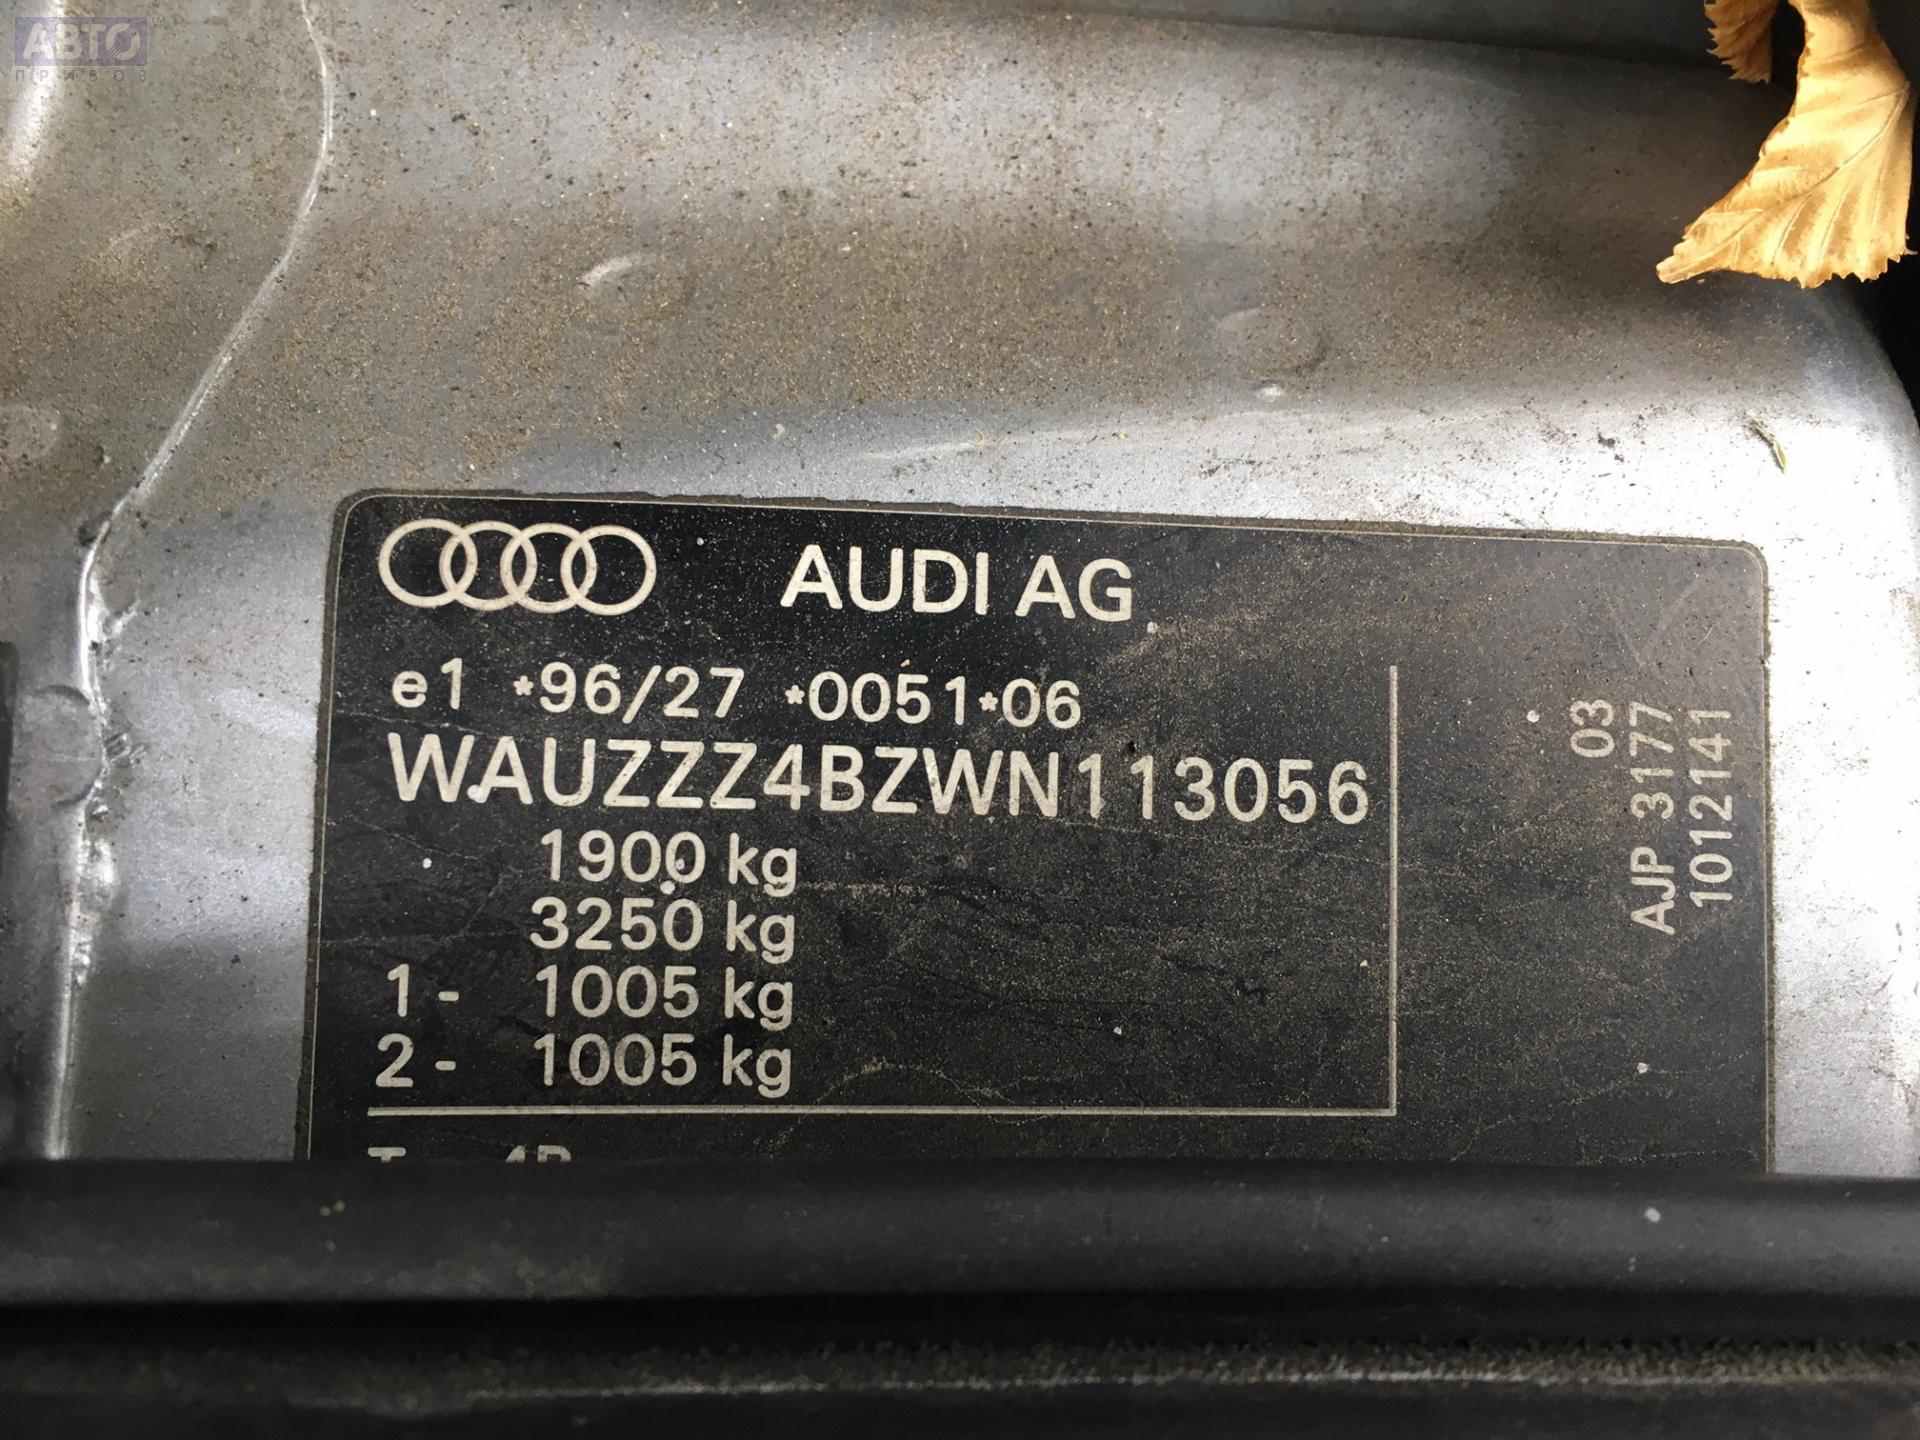 АВТО
ПРИВОЗ
AUDI AG
e1 *96/27 *0051*06
WAUZZZ4BZWN113056
1900 kg
3250 kg
1- 1005 kg
2- 1005 kg
03
AJP 3177
1012141